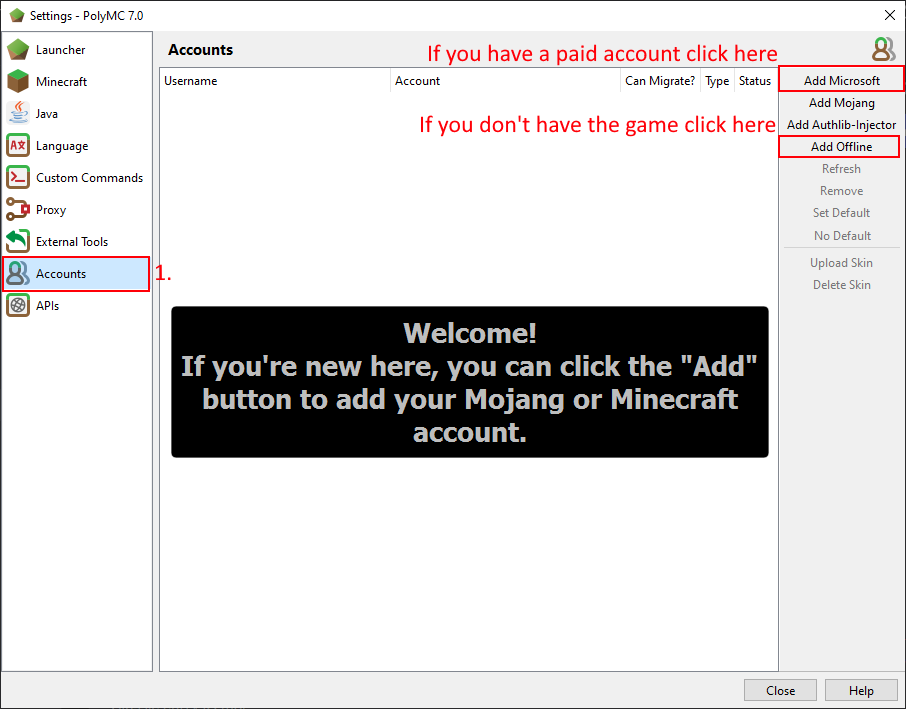 Settings - PolyMC 7.0
Launcher
Minecraft
Java
Language
Custom Commands
Proxy
External Tools
Accounts
APIs
1.
Accounts
If you have a paid account click here
Username Account Can Migrate? Type Status
If you don't have the game click here
Welcome!
If you're new here, you can click the "Add"
button to add your Mojang or Minecraft
account.
Add Microsoft
Add Mojang
Add Authlib-Injector
Add Offline
Refresh
Remove
Set Default
No Default
Upload Skin
Delete Skin
Close Help